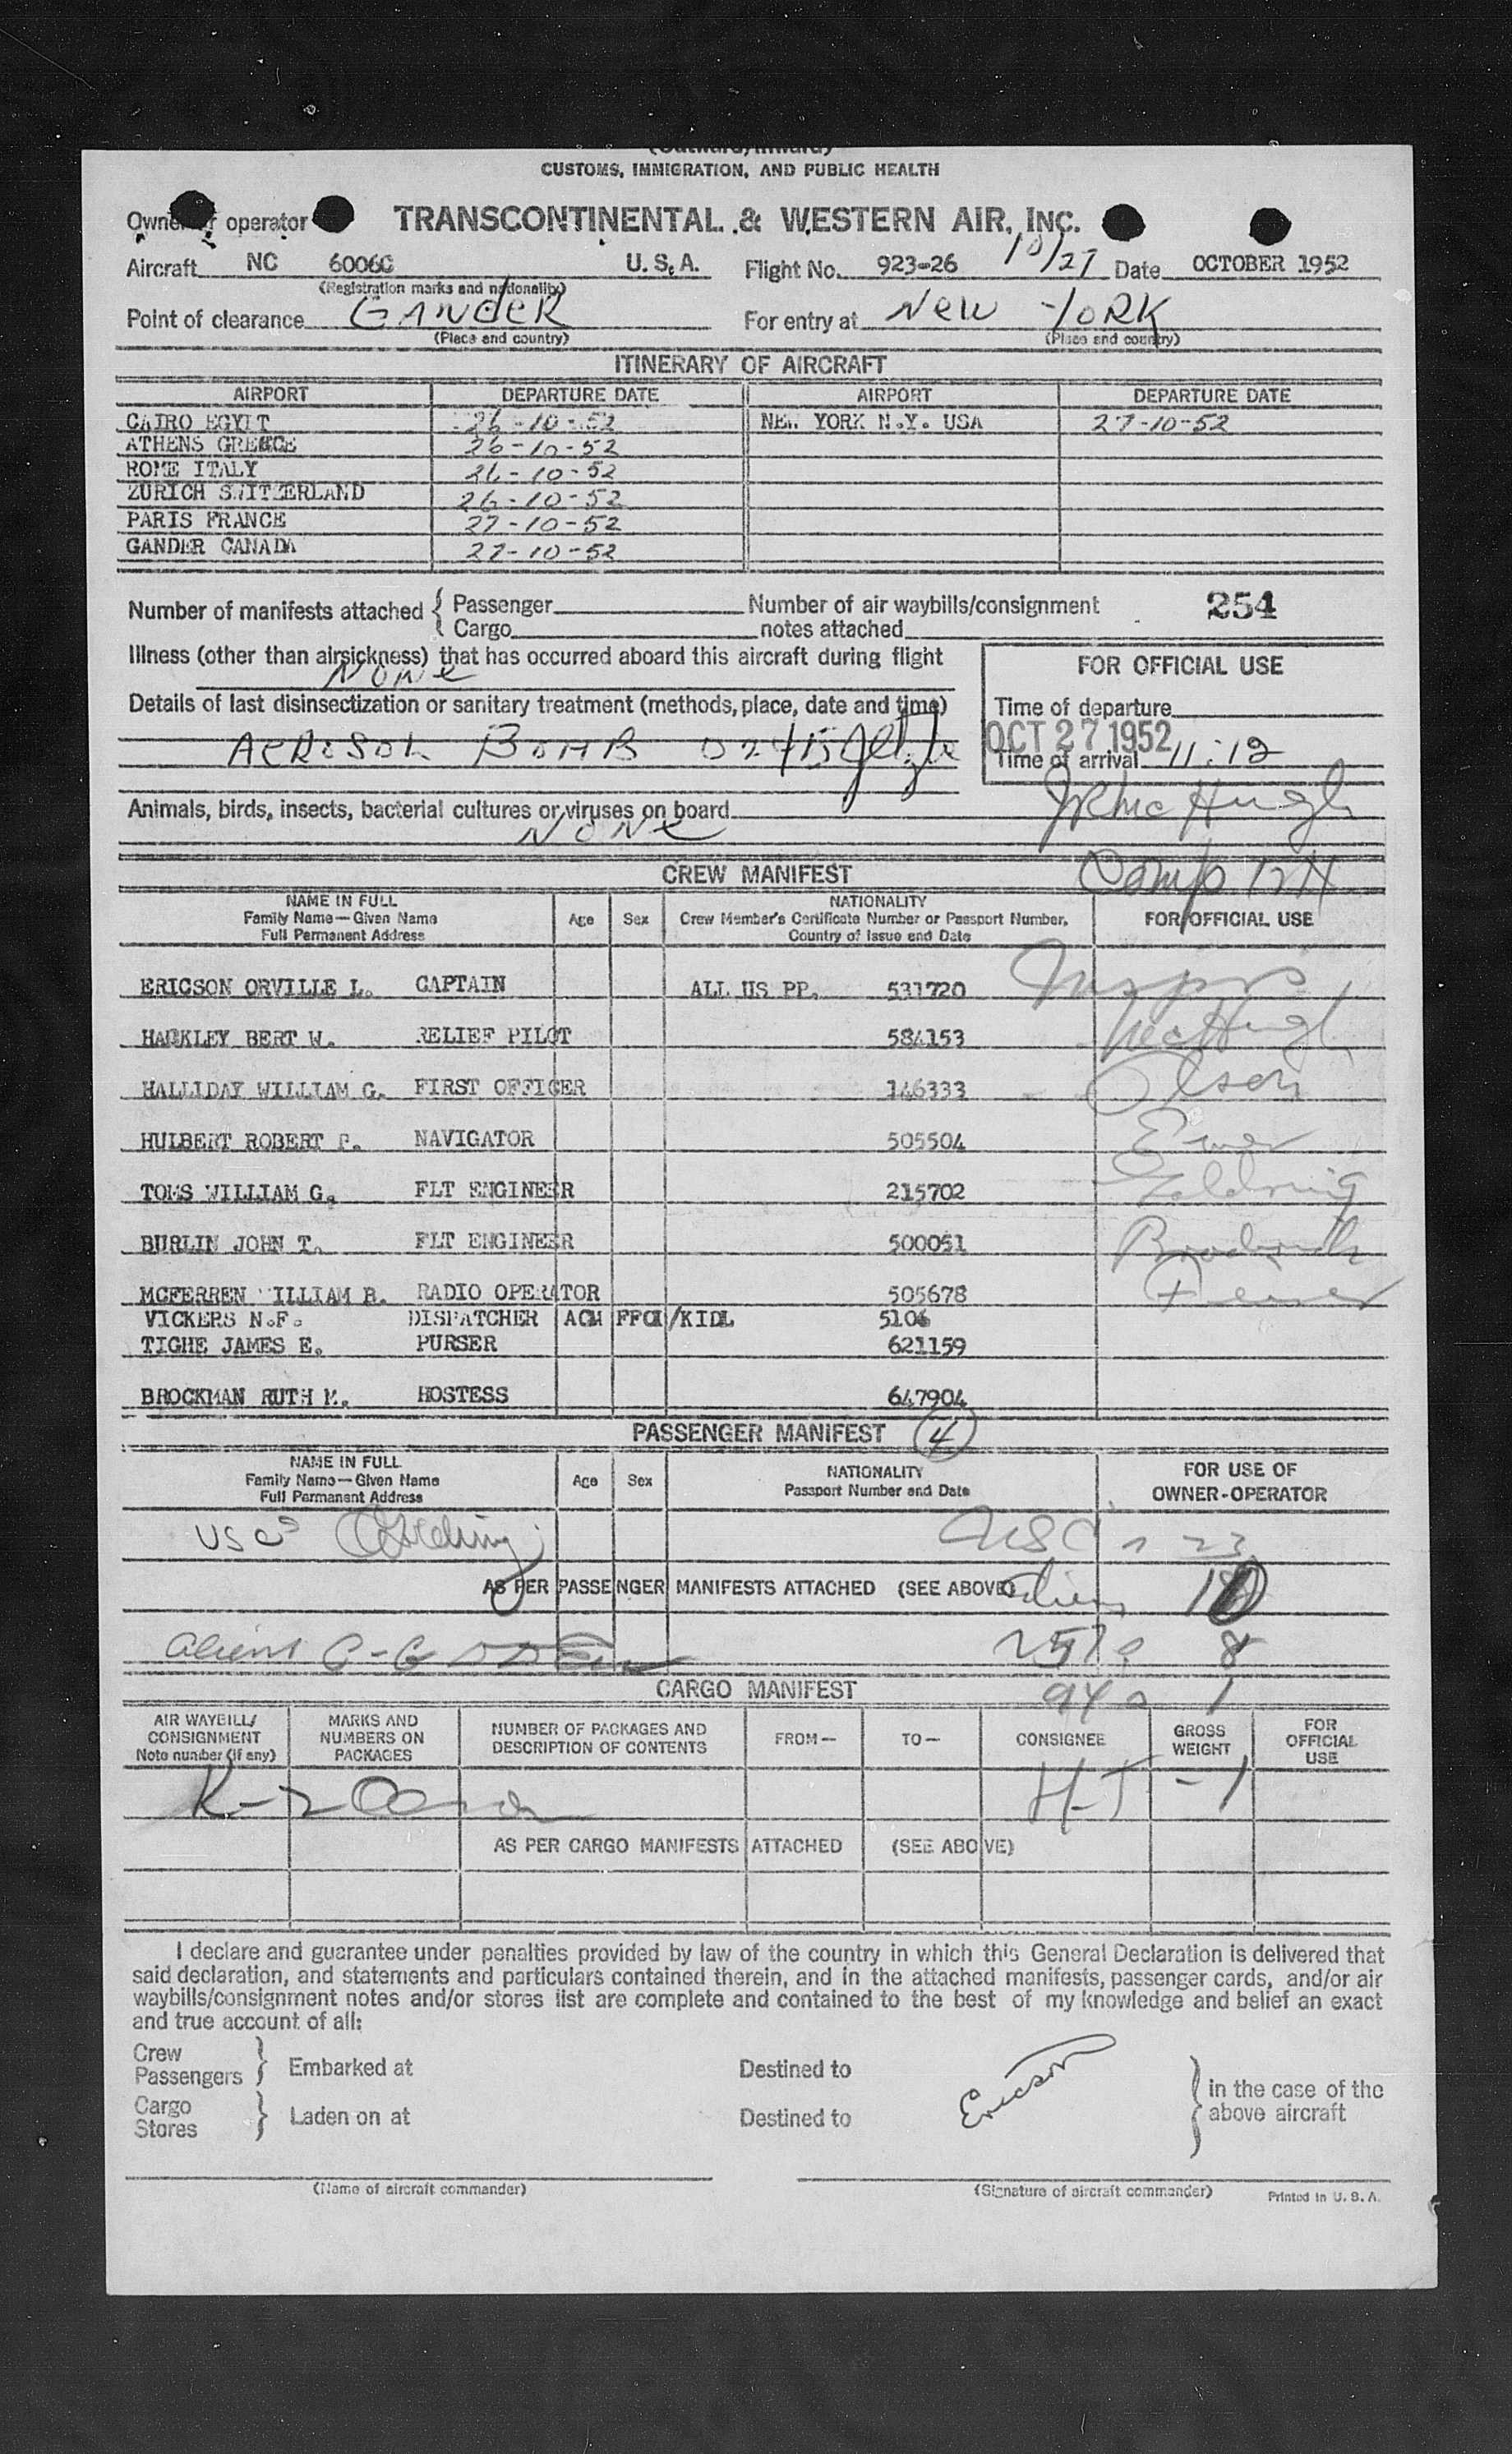 CUSTOMS, IMMIGRATION, AND PUBLIC HEALTH
Owner or operator TRANSCONTINENTAL & WESTERN AIR, INC.
Aircraft NC 6006C U. S. A. Flight No. 923-26 10/27 Date OCTOBER 1952
(Registration marks and nationality)
Point of clearance GANDER For entry at NEW YORK
(Place and country) (Place and country)
ITINERARY OF AIRCRAFT
AIRPORT DEPARTURE DATE AIRPORT DEPARTURE DATE
CAIRO EGYPT 26-10-52 NEW YORK N.Y. USA 27-10-52
ATHENS GREECE 26-10-52
ROME ITALY 26-10-52
ZURICH SWITZERLAND 26-10-52
PARIS FRANCE 27-10-52
GANDER CANADA 27-10-52
Number of manifests attached { Passenger Number of air waybills/consignment 254
Cargo notes attached
Illness (other than airsickness) that has occurred aboard this aircraft during flight
NONE
FOR OFFICIAL USE
Details of last disinsectization or sanitary treatment (methods, place, date and time)
Time of departure
AEROSOL BOMB
OCT 27 1952
Time of arrival 11:12
Animals, birds, insects, bacterial cultures or viruses on board
NONE
McHugh
CREW MANIFEST
NAME IN FULL
Family Name—Given Name
Full Permanent Address
Age Sex
NATIONALITY
Crew Member's Certificate Number or Passport Number,
Country of Issue and Date
FOR OFFICIAL USE
ERICSON ORVILLE L. CAPTAIN ALL US PP. 531720
HACKLEY BERT W. RELIEF PILOT 584153 McHugh
HALLIDAY WILLIAM G. FIRST OFFICER 146333 Olson
HULBERT ROBERT P. NAVIGATOR 505504
TOMS WILLIAM G. FLT ENGINEER 215702
BURLIN JOHN T. FLT ENGINEER 500051
MCFERREN WILLIAM R. RADIO OPERATOR 505678
VICKERS N.F. DISPATCHER ACM 5106
TIGHE JAMES E. PURSER 621159
BROCKMAN RUTH M. HOSTESS 647904
PASSENGER MANIFEST 4
NAME IN FULL
Family Name—Given Name
Full Permanent Address
Age Sex
NATIONALITY
Passport Number and Date
FOR USE OF
OWNER-OPERATOR
USCs USC 23
AS PER PASSENGER MANIFESTS ATTACHED (SEE ABOVE)
Aliens 8
CARGO MANIFEST 1
AIR WAYBILL/
CONSIGNMENT
Note number (if any)
MARKS AND
NUMBERS ON
PACKAGES
NUMBER OF PACKAGES AND
DESCRIPTION OF CONTENTS
FROM— TO— CONSIGNEE
GROSS
WEIGHT
FOR
OFFICIAL
USE
H-T -1
AS PER CARGO MANIFESTS ATTACHED (SEE ABOVE)
I declare and guarantee under penalties provided by law of the country in which this General Declaration is delivered that
said declaration, and statements and particulars contained therein, and in the attached manifests, passenger cards, and/or air
waybills/consignment notes and/or stores list are complete and contained to the best of my knowledge and belief an exact
and true account of all:
Crew
Passengers } Embarked at Destined to
Cargo
Stores } Laden on at Destined to
Ericson
in the case of the
above aircraft
(Name of aircraft commander) (Signature of aircraft commander) Printed in U. S. A.